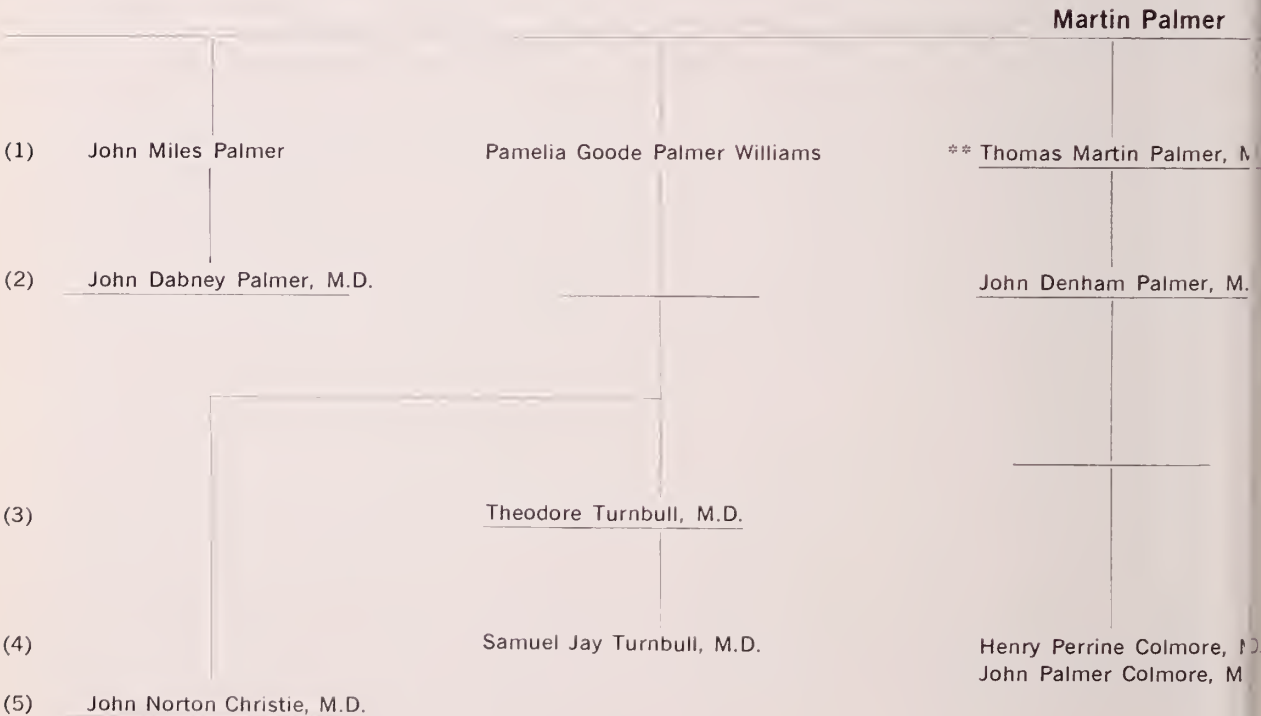 Martin Palmer
(1) John Miles Palmer Pamelia Goode Palmer Williams ** Thomas Martin Palmer,
(2) John Dabney Palmer, M.D. John Denham Palmer, M.
(3) Theodore Turnbull, M.D.
(4) Samuel Jay Turnbull, M.D. Henry Perrine Colmore,
John Palmer Colmore, M
(5) John Norton Christie, M.D.